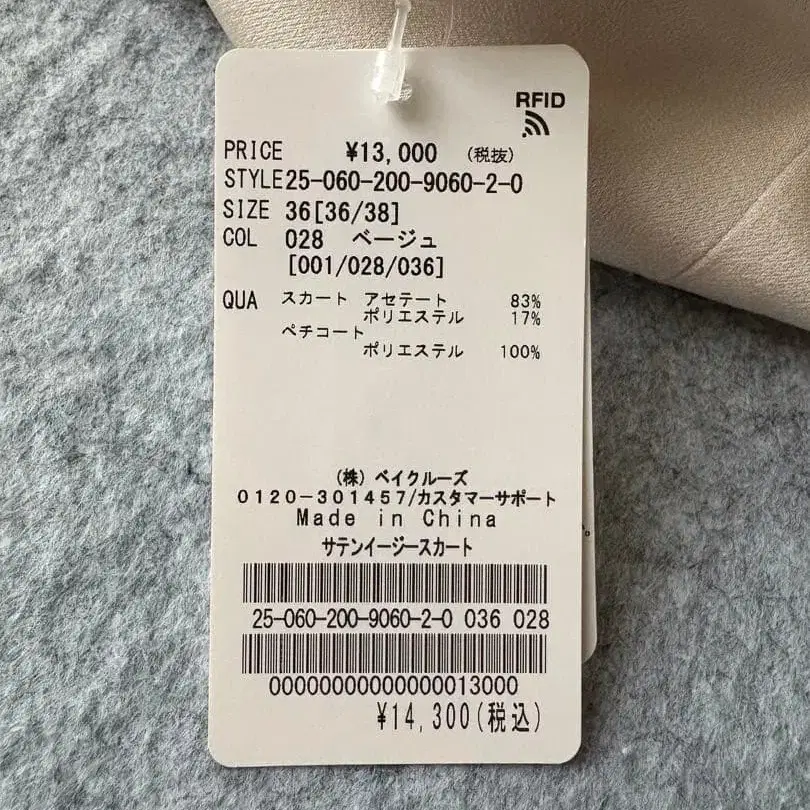 RFID
PRICE ¥13,000 (税抜)
STYLE25-060-200-9060-2-0
SIZE 36[36/38]
COL 028 ベージュ
[001/028/036]
QUA スカート アセテート 83%
ポリエステル 17%
ペチコート
ポリエステル 100%
(株) ベイクルーズ
0120-301457/カスタマーサポート
Made in China
サテンイージースカート
25-060-200-9060-2-0 036 028
00000000000000013000
¥14,300(税込)